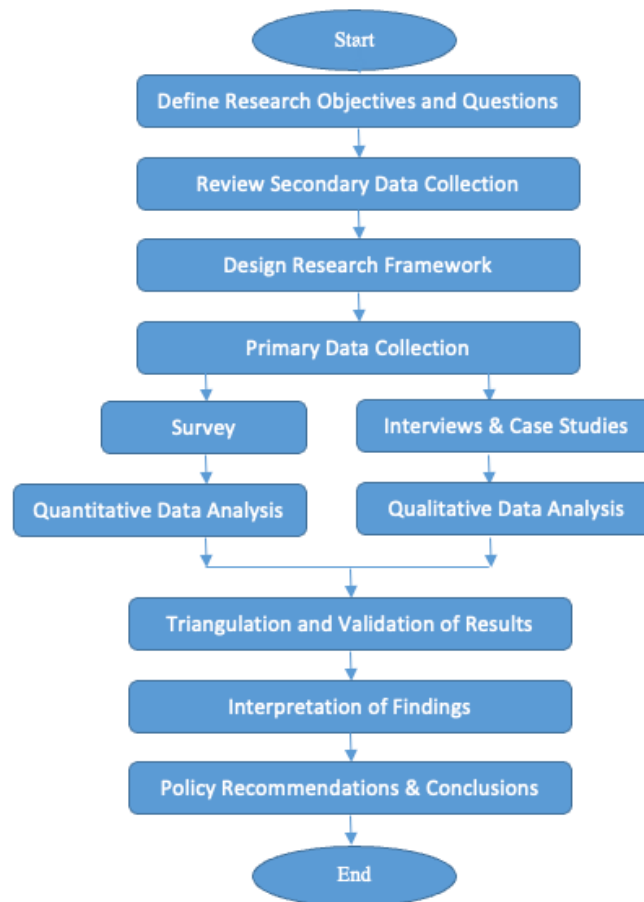 Start
Define Research Objectives and Questions
Review Secondary Data Collection
Design Research Framework
Primary Data Collection
Survey
Interviews & Case Studies
Quantitative Data Analysis
Qualitative Data Analysis
Triangulation and Validation of Results
Interpretation of Findings
Policy Recommendations & Conclusions
End